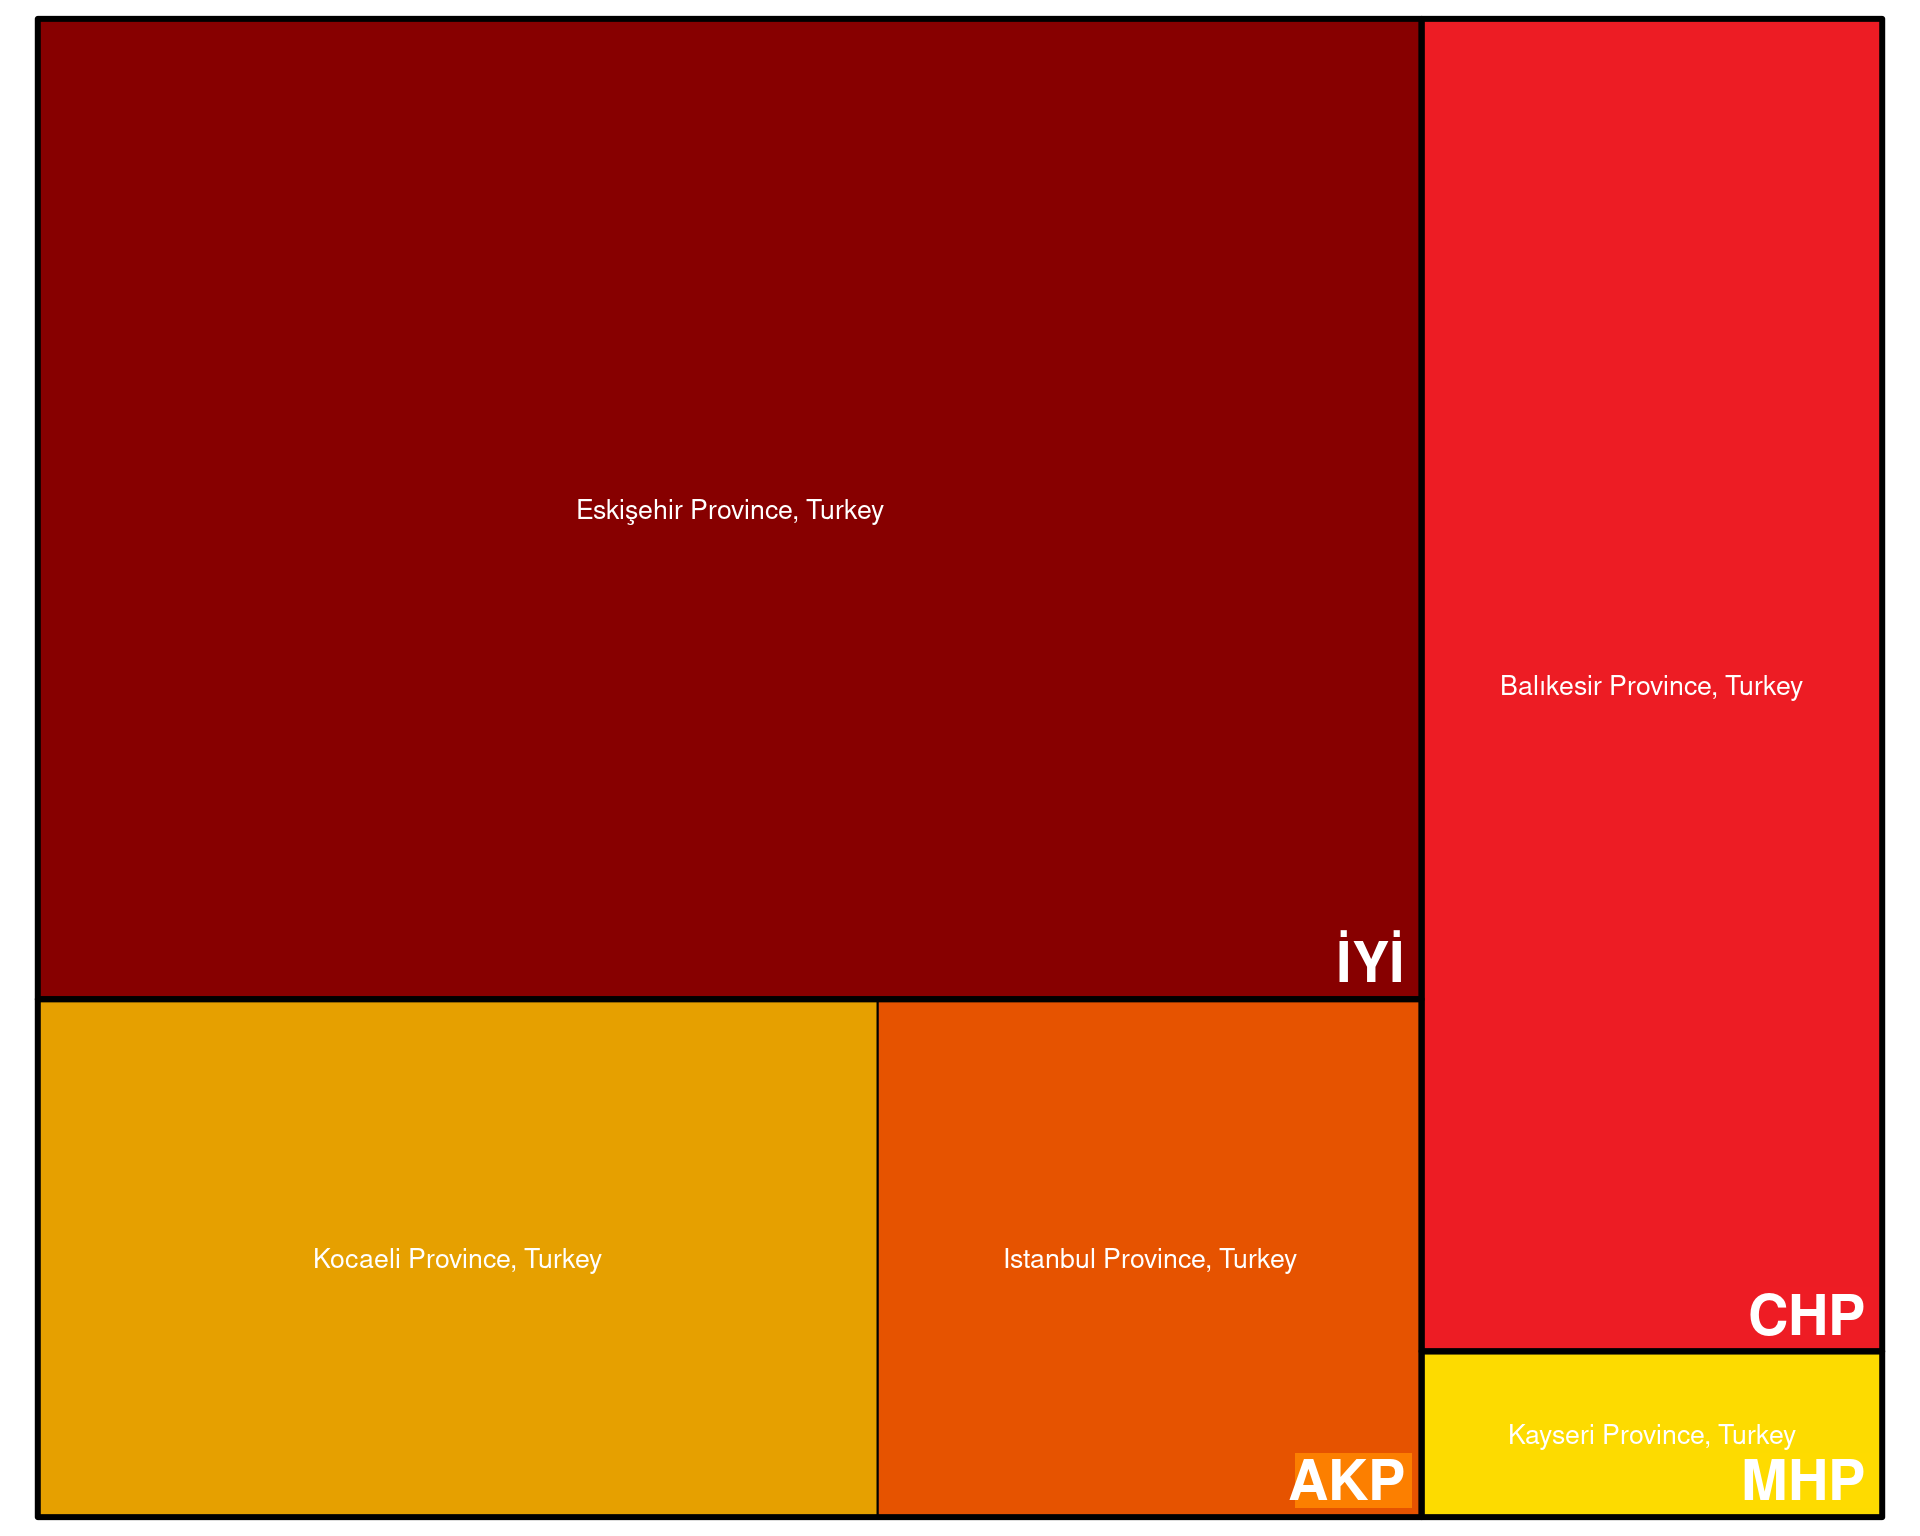 Eskişehir Province, Turkey
İYİ
Balıkesir Province, Turkey
CHP
Kocaeli Province, Turkey
Istanbul Province, Turkey
AKP
Kayseri Province, Turkey
MHP